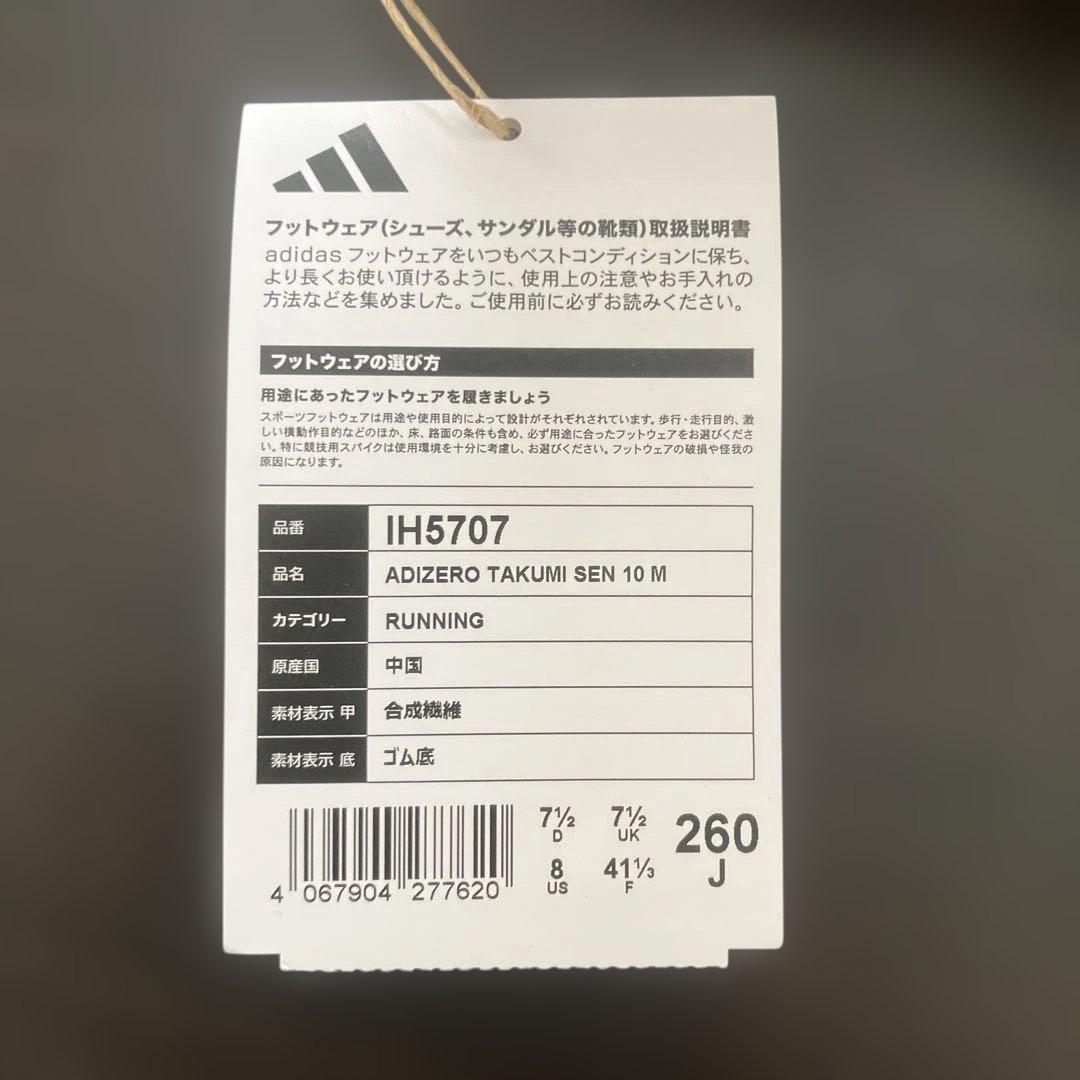 フットウェア(シューズ、サンダル等の靴類)取扱説明書
adidas フットウェアをいつもベストコンディションに保ち、
より長くお使い頂けるように、使用上の注意やお手入れの
方法などを集めました。ご使用前に必ずお読みください。
フットウェアの選び方
用途にあったフットウェアを履きましょう
スポーツフットウェアは用途や使用目的によって設計がそれぞれされています。歩行・走行目的、激
しい横動作目的などのほか、床、路面の条件も含め、必ず用途に合ったフットウェアをお選びくださ
い。特に競技用スパイクは使用環境を十分に考慮し、お選びください。フットウェアの破損や怪我の
原因になります。
品番 IH5707
品名 ADIZERO TAKUMI SEN 10 M
カテゴリー RUNNING
原産国 中国
素材表示 甲 合成繊維
素材表示 底 ゴム底
7½ 7½ 260
D UK J
8 41⅓
US F
4 067904 277620